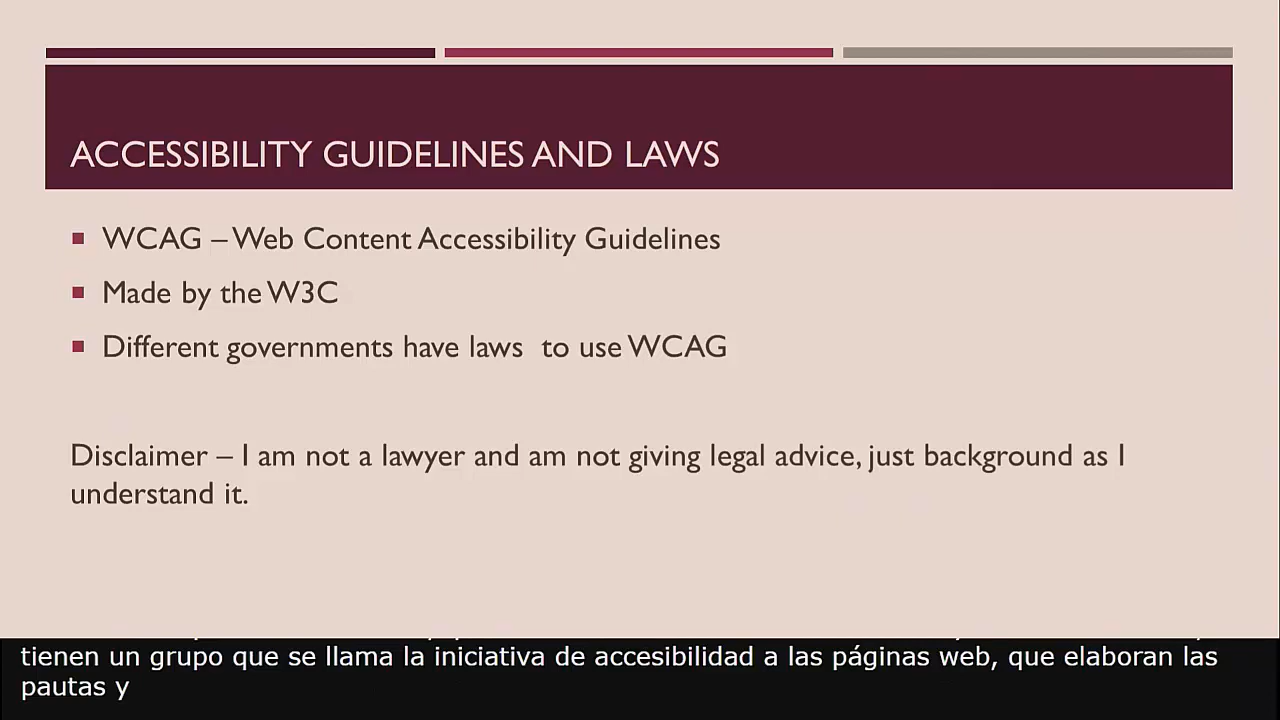 ACCESSIBILITY GUIDELINES AND LAWS
WCAG – Web Content Accessibility Guidelines
Made by the W3C
Different governments have laws  to use WCAG
Disclaimer – I am not a lawyer and am not giving legal advice, just background as I
understand it.
tienen un grupo que se llama la iniciativa de accesibilidad a las páginas web, que elaboran las
pautas y